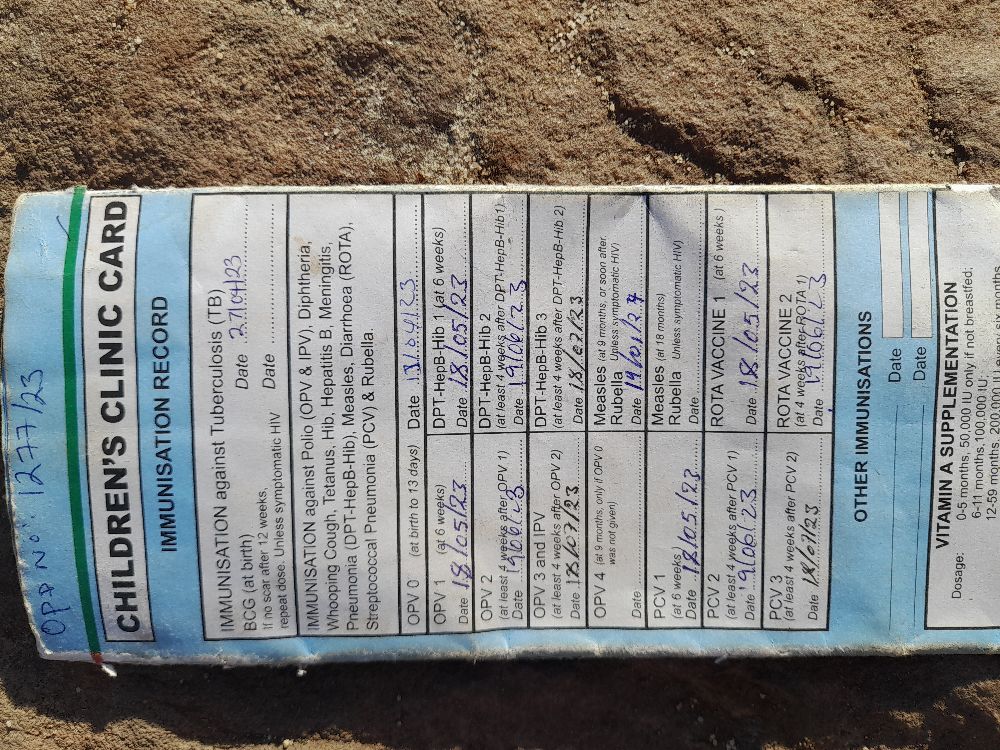 OPD No: 1277/23
CHILDREN'S CLINIC CARD
IMMUNISATION RECORD
IMMUNISATION against Tuberculosis (TB)
BCG (at birth) Date 27/04/23
If no scar after 12 weeks,
repeat dose. Unless symptomatic HIV Date
IMMUNISATION against Polio (OPV & IPV), Diphtheria,
Whooping Cough, Tetanus, Hib, Hepatitis B, Meningitis,
Pneumonia (DPT-HepB-Hib), Measles, Diarrhoea (ROTA),
Streptococcal Pneumonia (PCV) & Rubella.
OPV 0 (at birth to 13 days) Date 13/04/23
OPV 1 (at 6 weeks)
Date 18/05/23
DPT-HepB-Hib 1 (at 6 weeks)
Date 18/05/23
OPV 2
(at least 4 weeks after OPV 1)
Date 19/06/23
DPT-HepB-Hib 2
(at least 4 weeks after DPT-HepB-Hib1)
Date 19/06/23
OPV 3 and IPV
(at least 4 weeks after OPV 2)
Date 18/07/23
DPT-HepB-Hib 3
(at least 4 weeks after DPT-HepB-Hib 2)
Date 18/07/23
OPV 4 (at 9 months, only if OPV 0
was not given)
Date
Measles (at 9 months, or soon after.
Rubella Unless symptomatic HIV)
Date 19/01/24
PCV 1
(at 6 weeks)
Date 18/05/23
Measles (at 18 months)
Rubella Unless symptomatic HIV)
Date
PCV 2
(at least 4 weeks after PCV 1)
Date 19/06/23
ROTA VACCINE 1 (at 6 weeks )
Date 18/05/23
PCV 3
(at least 4 weeks after PCV 2)
Date 18/07/23
ROTA VACCINE 2
(at 4 weeks after ROTA 1)
Date 19/06/23
OTHER IMMUNISATIONS
Date
Date
VITAMIN A SUPPLEMENTATION
Dosage: 0-5 months, 50,000 IU only if not breastfed;
6-11 months,100,000 IU;
12-59 months, 200,000 IU every six months